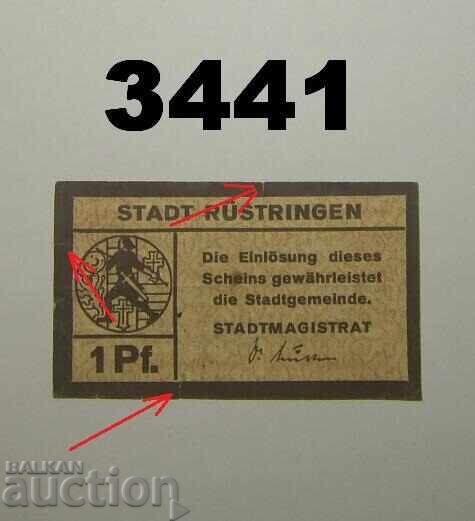 3441
STADT RÜSTRINGEN
Die Einlösung dieses
Scheins gewährleistet
die Stadtgemeinde.
STADTMAGISTRAT
1 Pf.
BALKAN
auction